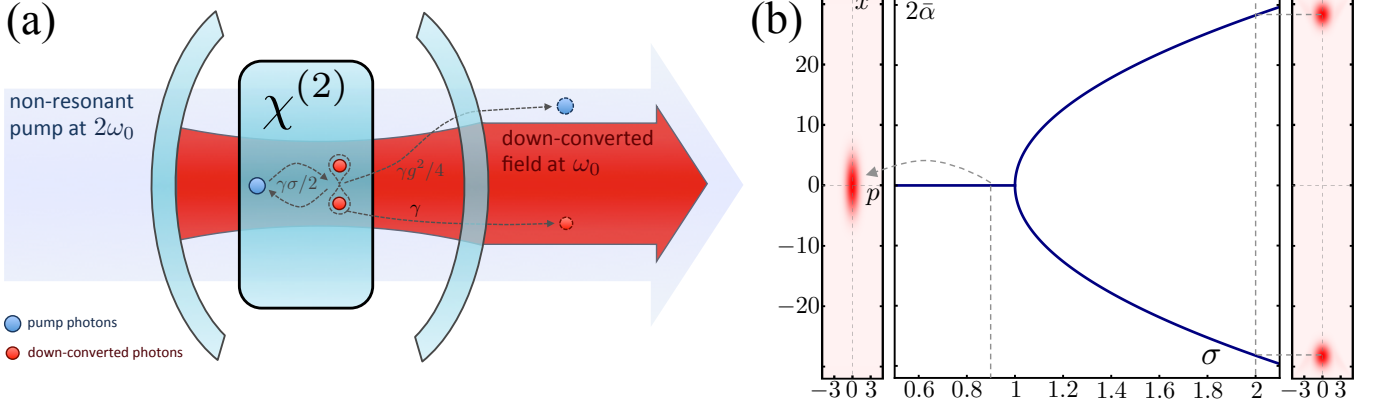 (a)
non-resonant
pump at 2ω₀
χ⁽²⁾
γσ/2
γg²/4
γ
down-converted
field at ω₀
pump photons
down-converted photons
(b)
x
p
−3 0 3
2ᾱ
20
10
0
−10
−20
σ
0.6 0.8 1 1.2 1.4 1.6 1.8 2
−3 0 3